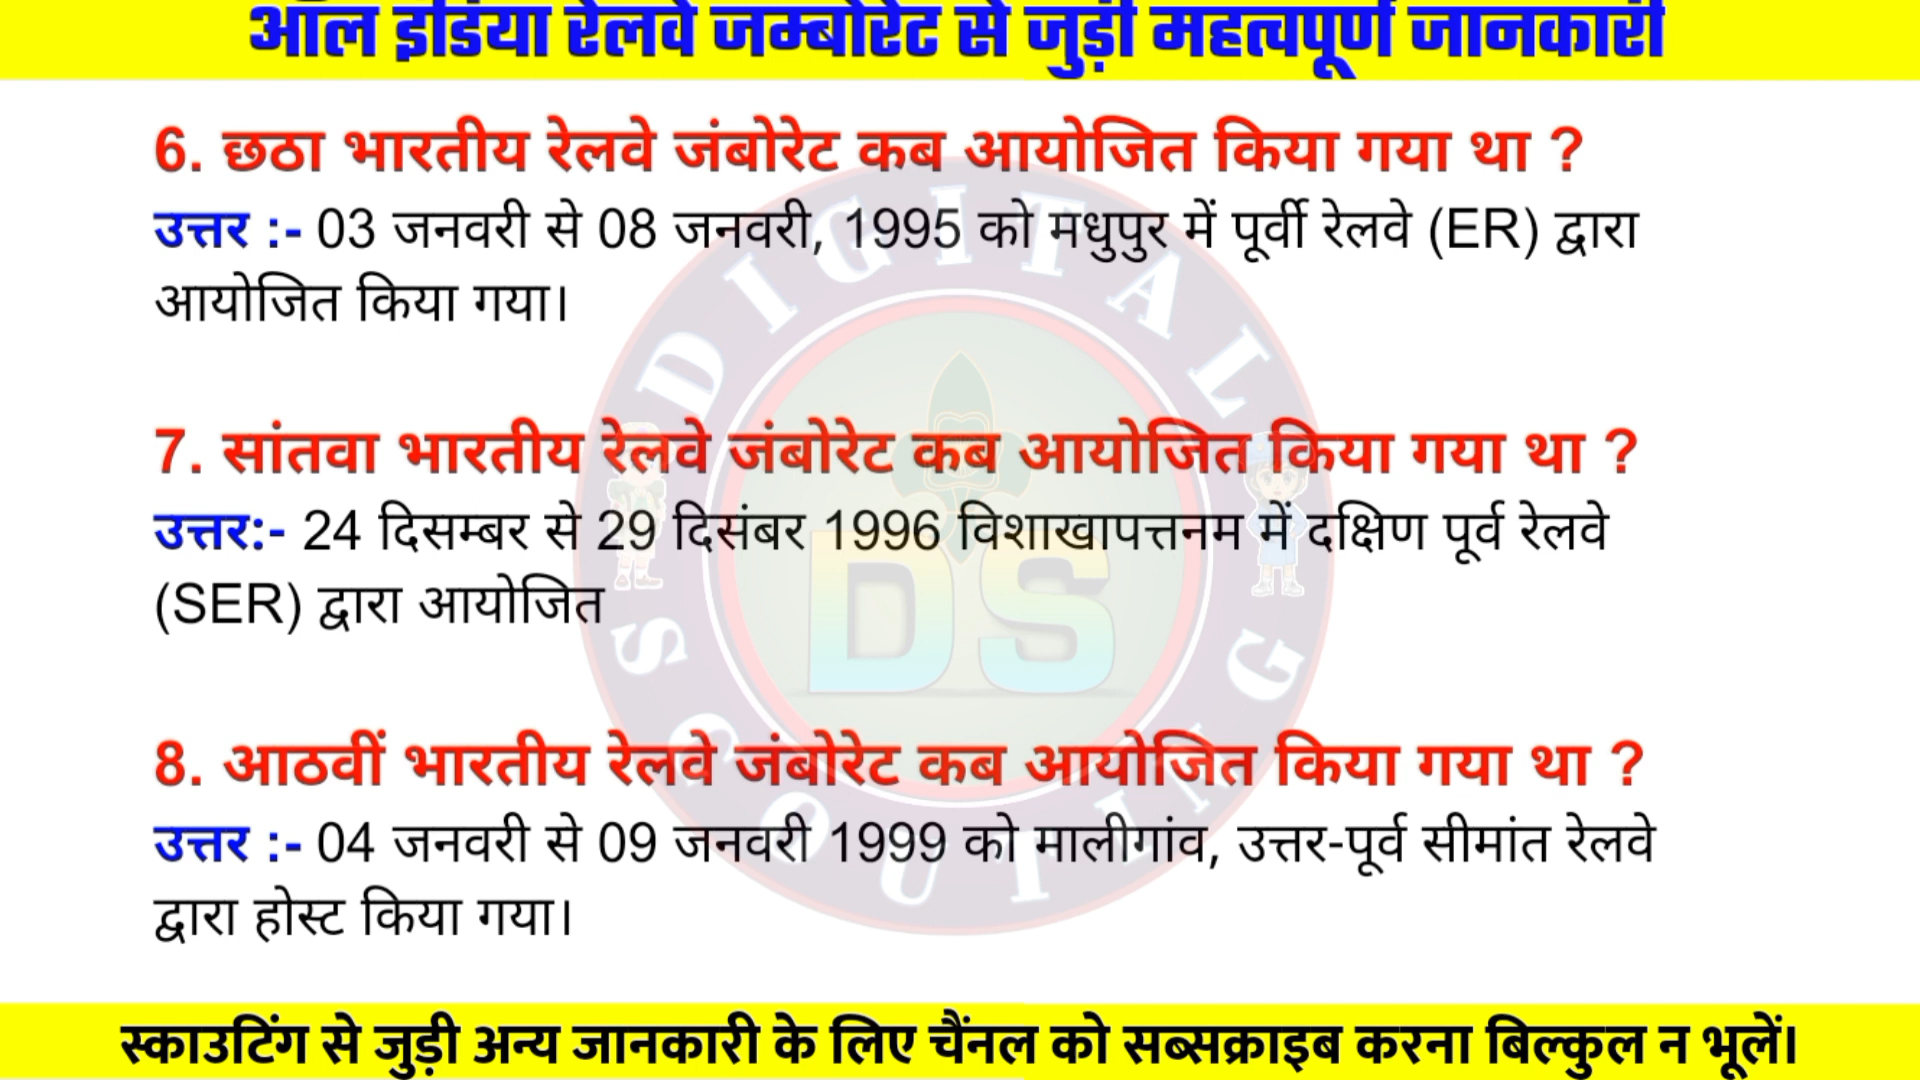 ऑल इंडिया रेलवे जम्बोरेट से जुड़ी महत्वपूर्ण जानकारी
6. छठा भारतीय रेलवे जंबोरेट कब आयोजित किया गया था ?
उत्तर :- 03 जनवरी से 08 जनवरी, 1995 को मधुपुर में पूर्वी रेलवे (ER) द्वारा
आयोजित किया गया।
7. सांतवा भारतीय रेलवे जंबोरेट कब आयोजित किया गया था ?
उत्तर:- 24 दिसम्बर से 29 दिसंबर 1996 विशाखापत्तनम में दक्षिण पूर्व रेलवे
(SER) द्वारा आयोजित
8. आठवीं भारतीय रेलवे जंबोरेट कब आयोजित किया गया था ?
उत्तर :- 04 जनवरी से 09 जनवरी 1999 को मालीगांव, उत्तर-पूर्व सीमांत रेलवे
द्वारा होस्ट किया गया।
DIGITAL
DS
SCOUTING
स्काउटिंग से जुड़ी अन्य जानकारी के लिए चैंनल को सब्सक्राइब करना बिल्कुल न भूलें।